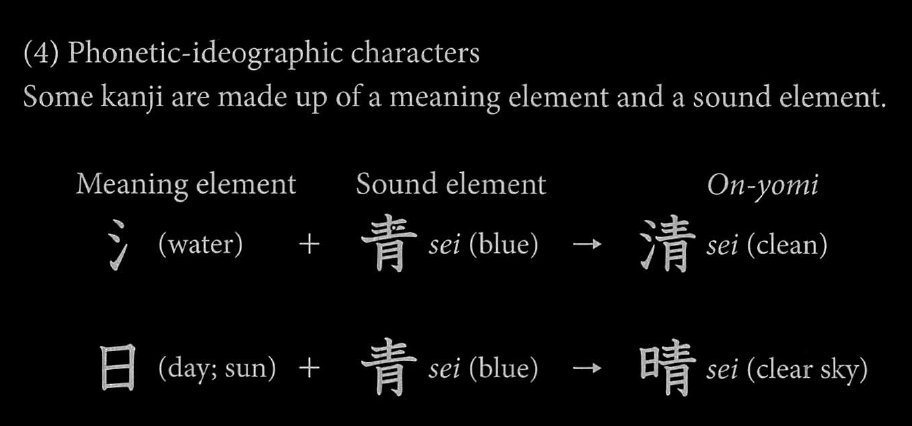 (4) Phonetic-ideographic characters
Some kanji are made up of a meaning element and a sound element.
Meaning element Sound element On-yomi
氵 (water) + 青 sei (blue) → 清 sei (clean)
日 (day; sun) + 青 sei (blue) → 晴 sei (clear sky)